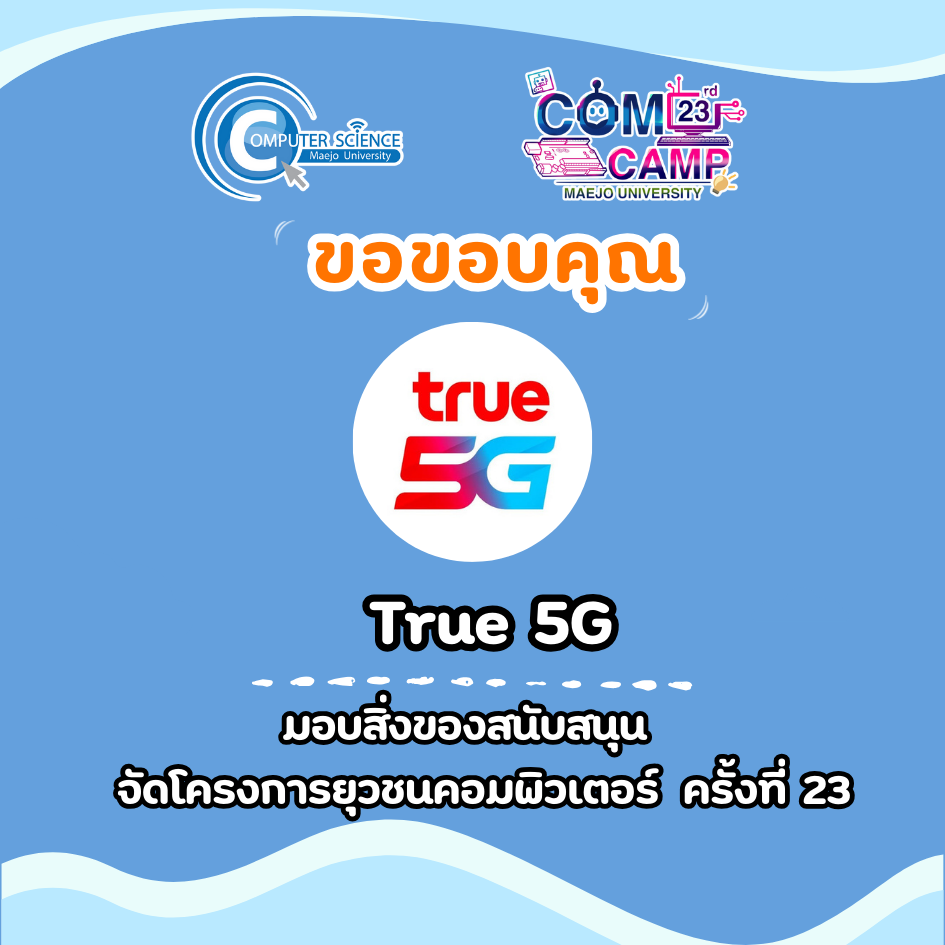 COMPUTER SCIENCE
Maejo University
COM 23rd
CAMP
MAEJO UNIVERSITY
ขอขอบคุณ
true
5G
True 5G
มอบสิ่งของสนับสนุน
จัดโครงการยุวชนคอมพิวเตอร์ ครั้งที่ 23